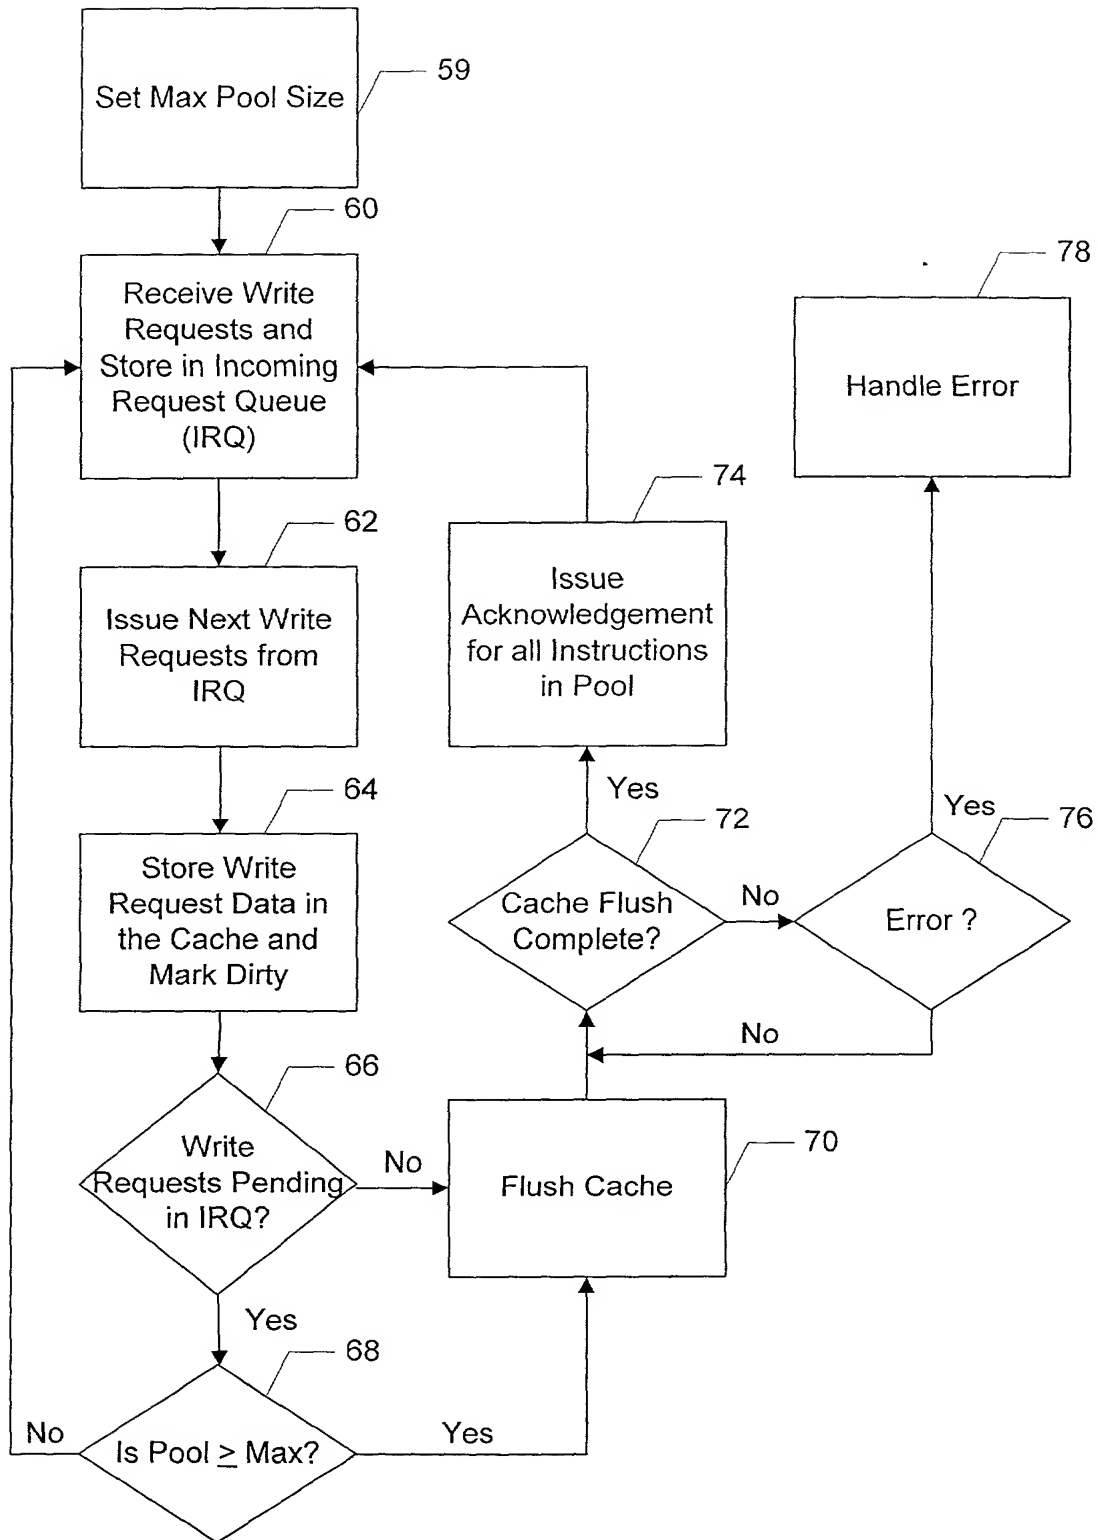 Set Max Pool Size
59
60
Receive Write
Requests and
Store in Incoming
Request Queue
(IRQ)
78
Handle Error
62
Issue Next Write
Requests from
IRQ
74
Issue
Acknowledgement
for all Instructions
in Pool
64
Store Write
Request Data in
the Cache and
Mark Dirty
Yes
72
Cache Flush
Complete?
No
Yes
76
Error ?
No
66
Write
Requests Pending
in IRQ?
No
70
Flush Cache
Yes
68
Is Pool ≥ Max?
No
Yes